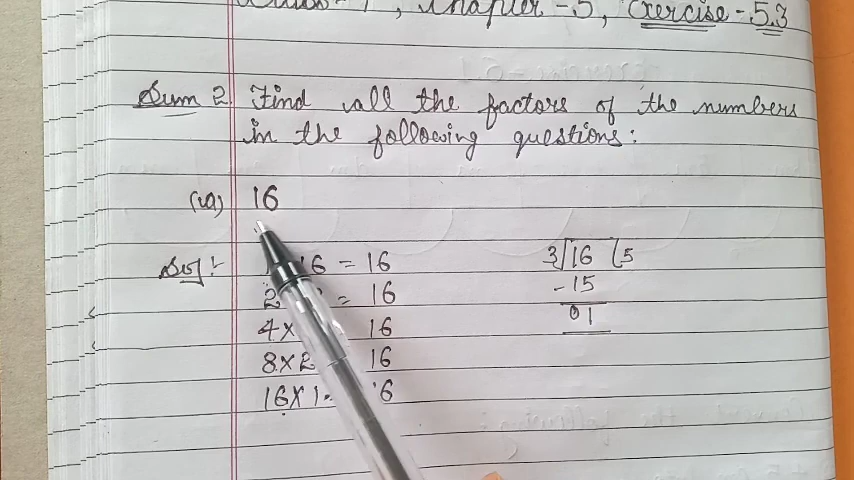 Chapter - 5, Exercise - 5.3
Sum 2. Find all the factors of the numbers
in the following questions:
(a) 16
Sol:- 16 = 16
3)16(5
2 = 16
-15
4× 16
01
8×2 16
16×1 6